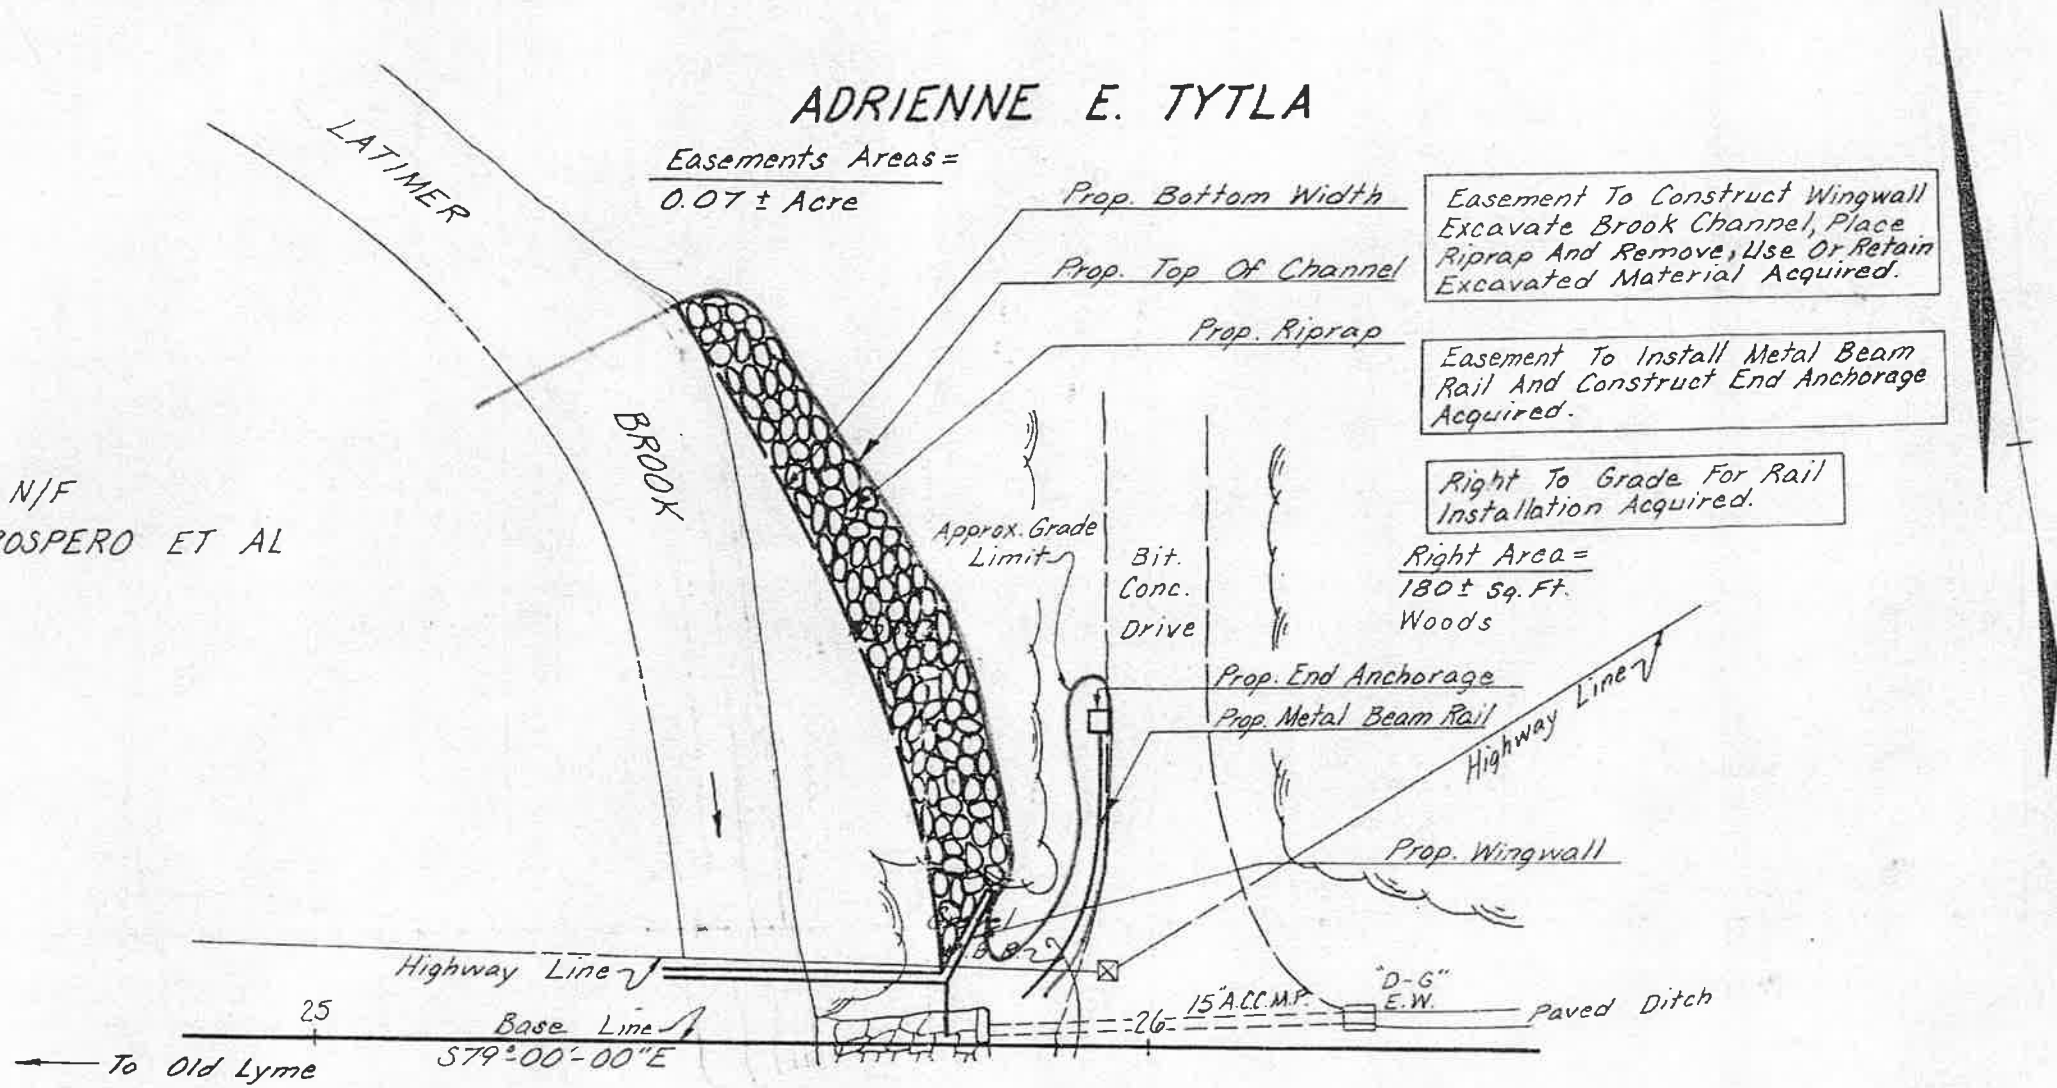 ADRIENNE E. TYTLA
Easements Areas =
0.07 ± Acre
LATIMER
BROOK
N/F
OSPERO ET AL
Prop. Bottom Width
Prop. Top Of Channel
Prop. Riprap
Easement To Construct Wingwall
Excavate Brook Channel, Place
Riprap And Remove, Use Or Retain
Excavated Material Acquired.
Easement To Install Metal Beam
Rail And Construct End Anchorage
Acquired.
Right To Grade For Rail
Installation Acquired.
Right Area =
180 ± Sq. Ft.
Woods
Approx. Grade
Limit
Bit.
Conc.
Drive
Prop. End Anchorage
Prop. Metal Beam Rail
Highway Line
Prop. Wingwall
Highway Line
25
Base Line
S79°-00'-00"E
To Old Lyme
26
15" A.C.C.M.P.
"D-G"
E.W.
Paved Ditch